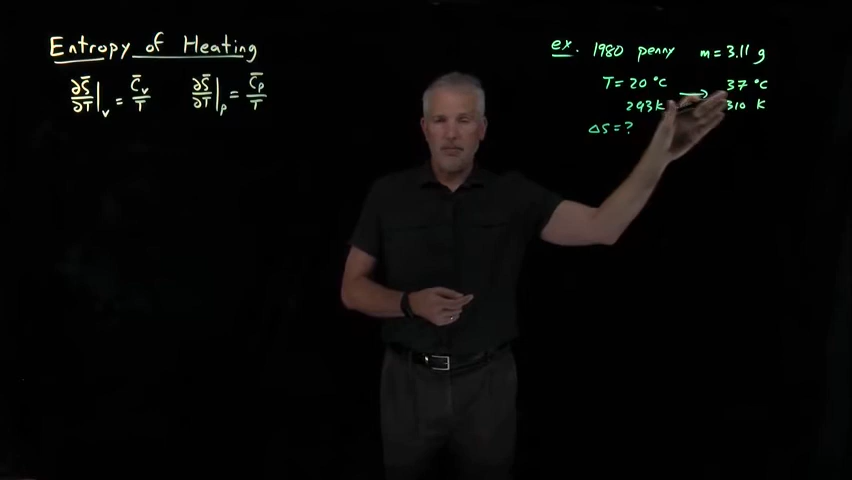 Entropy of Heating
∂S̄/∂T|ᵥ = C̄ᵥ/T   ∂S̄/∂T|ₚ = C̄ₚ/T
ex. 1980 penny m = 3.11 g
T = 20 °C → 37 °C
293 K 310 K
ΔS = ?